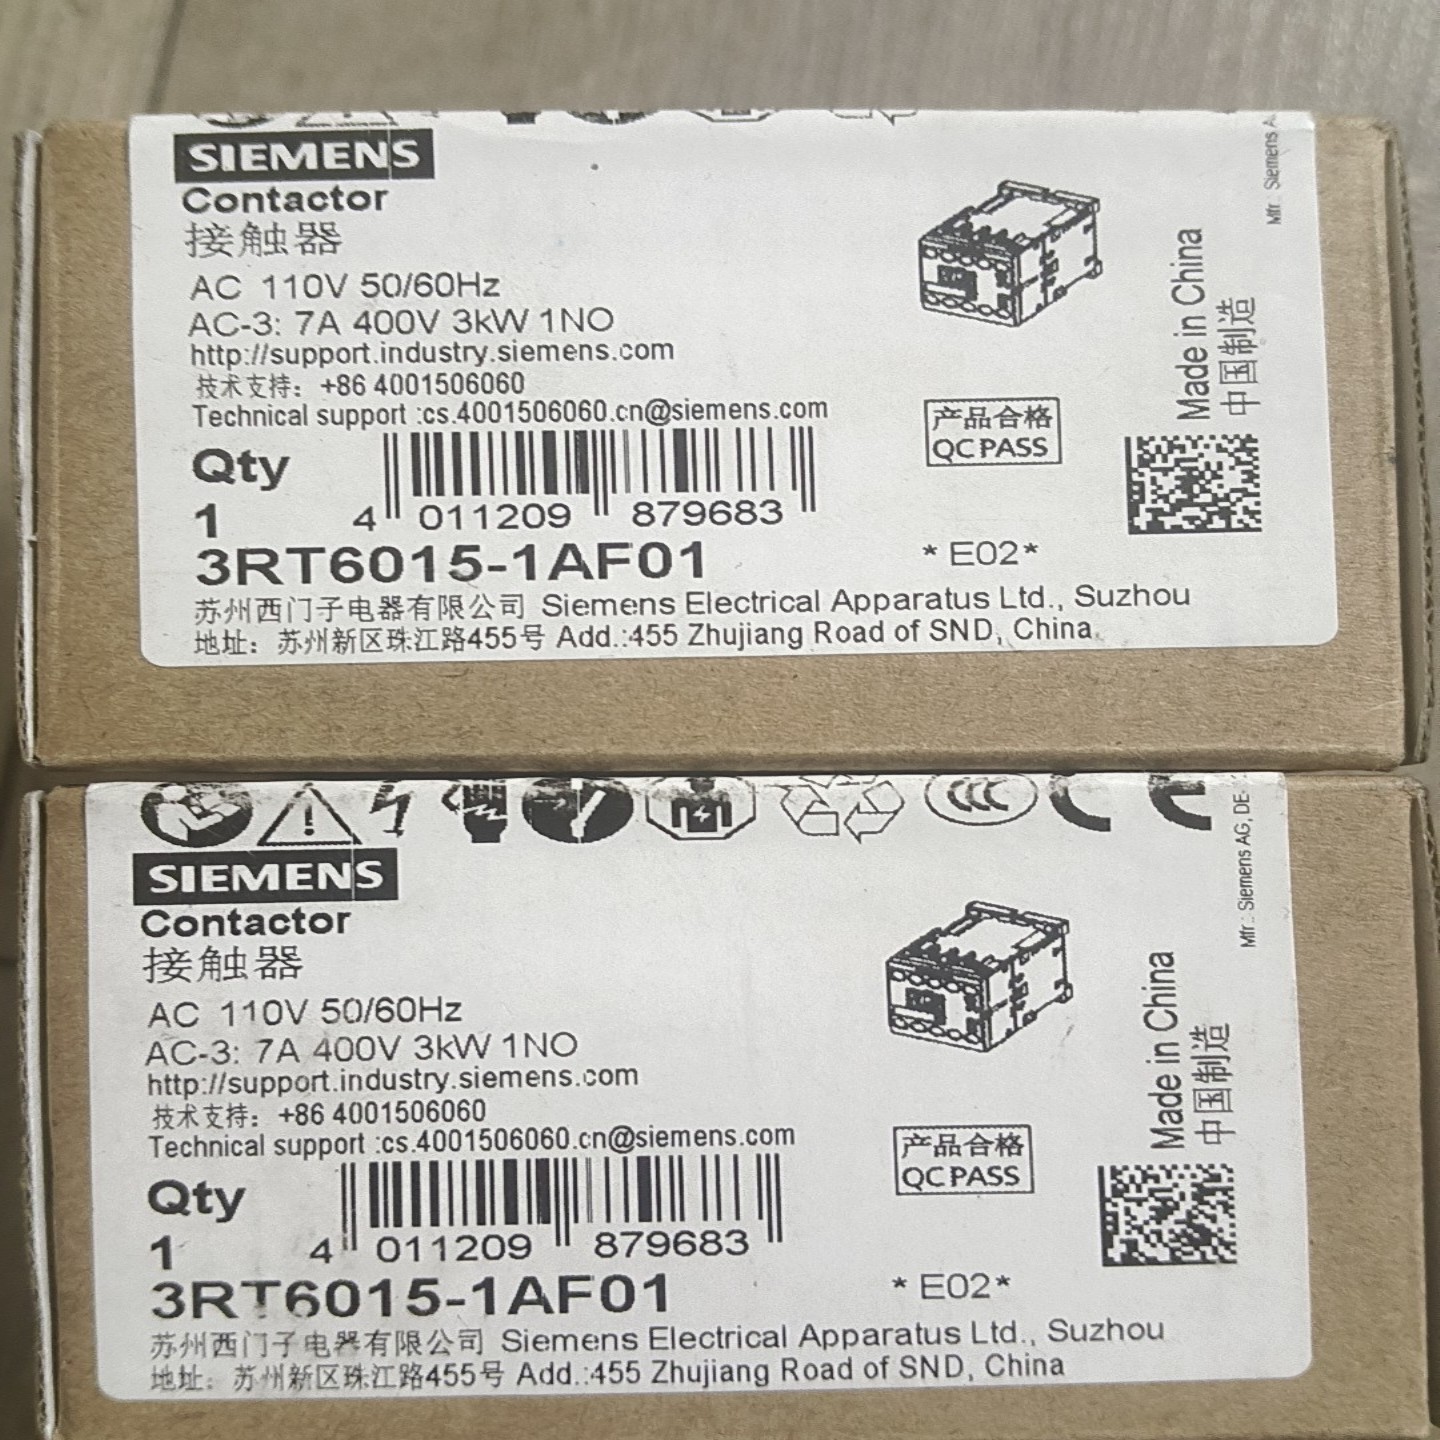 SIEMENS
Contactor
接触器
AC 110V 50/60Hz
AC-3: 7A 400V 3kW 1NO
http://support.industry.siemens.com
技术支持: +86 4001506060
Technical support :cs.4001506060.cn@siemens.com
Qty
1
4 011209 879683
3RT6015-1AF01
苏州西门子电器有限公司 Siemens Electrical Apparatus Ltd., Suzhou
地址: 苏州新区珠江路455号 Add.:455 Zhujiang Road of SND, China.
产品合格
QC PASS
* E02*
Made in China
中国制造
Mfr.: Siemens
SIEMENS
Contactor
接触器
AC 110V 50/60Hz
AC-3: 7A 400V 3kW 1NO
http://support.industry.siemens.com
技术支持: +86 4001506060
Technical support :cs.4001506060.cn@siemens.com
Qty
1
4 011209 879683
3RT6015-1AF01
苏州西门子电器有限公司 Siemens Electrical Apparatus Ltd., Suzhou
地址: 苏州新区珠江路455号 Add.:455 Zhujiang Road of SND, China
产品合格
QC PASS
* E02*
Made in China
中国制造
Mfr.: Siemens AG, DE-
CCC
CE